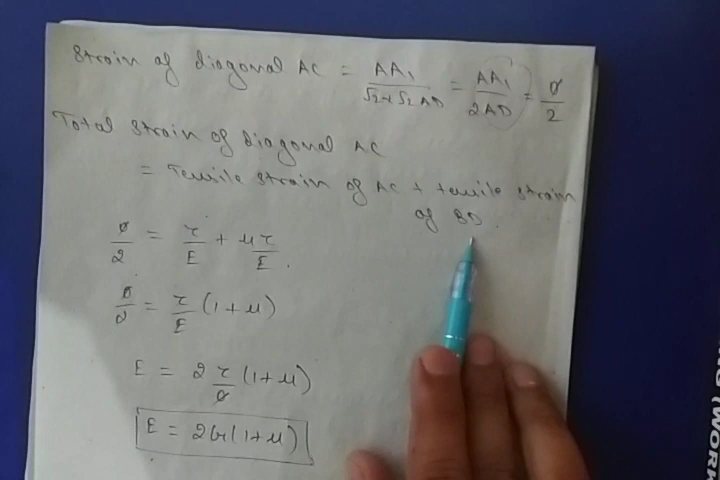 Strain of diagonal AC = AA₁ / √2×√2 AD = AA₁ / 2AD = φ / 2
Total strain of diagonal AC
= Tensile strain of AC + tensile strain
of BD.
φ/2 = τ/E + μτ/E.
φ/2 = τ/E (1+μ)
E = 2 τ/φ (1+μ)
E = 2G(1+μ)